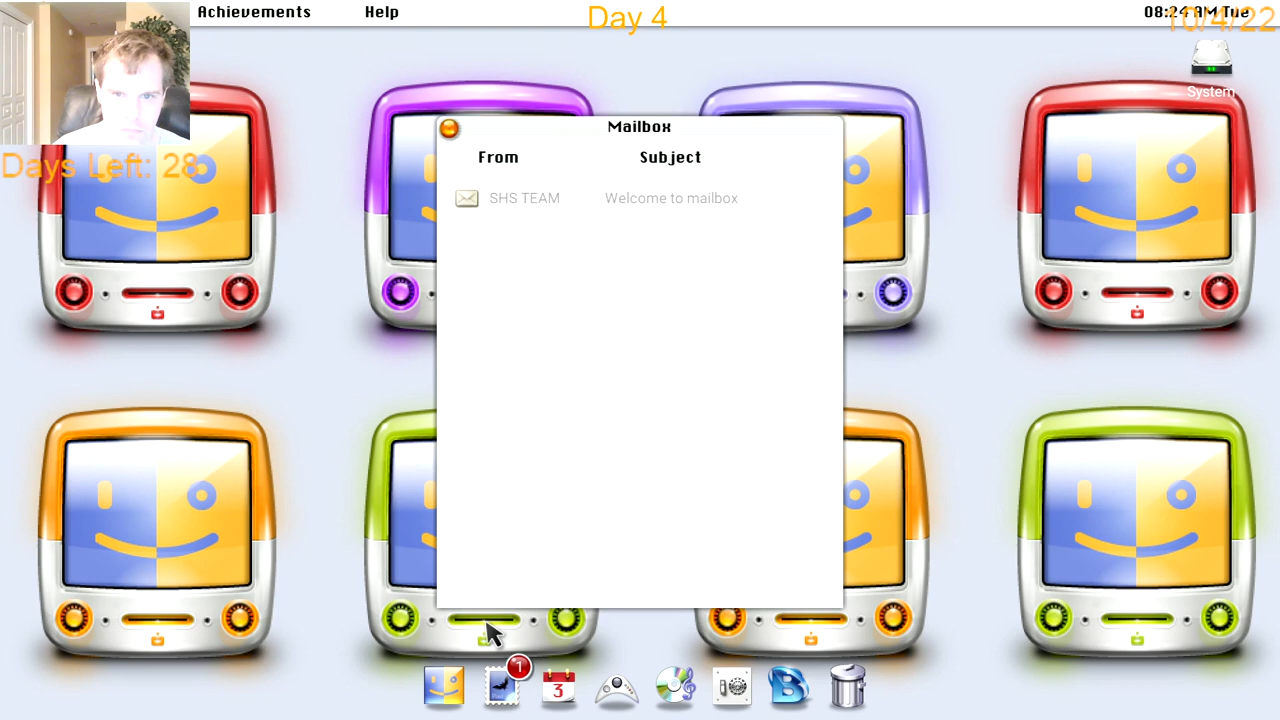 Achievements Help Day 4 08:24 AM Tue
10/4/22
System
Days Left: 28
Mailbox
From Subject
SHS TEAM Welcome to mailbox
1
3